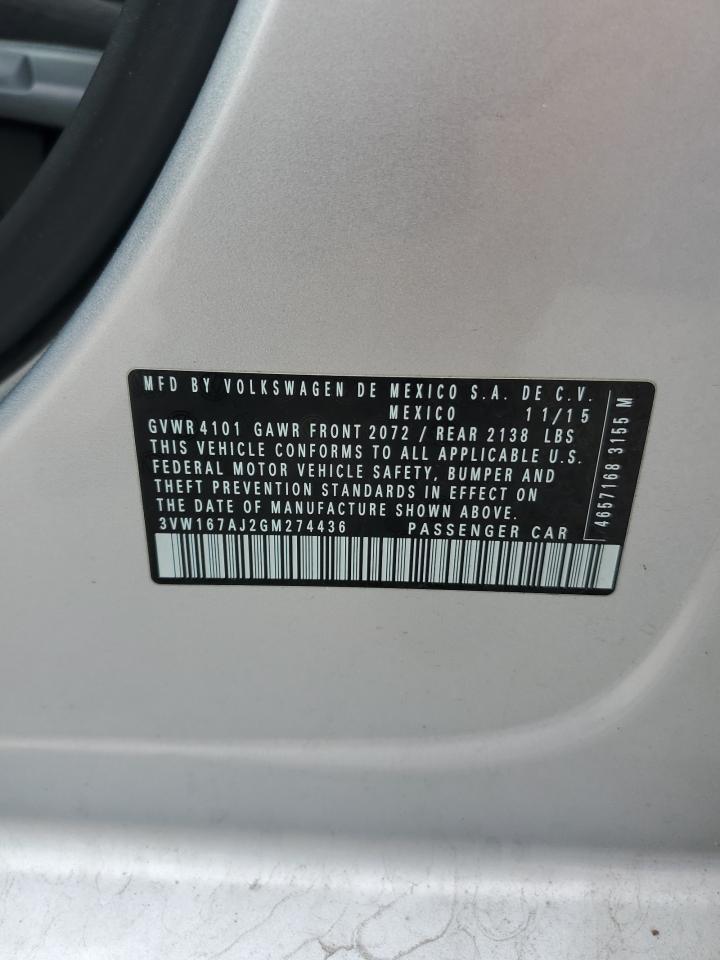 MFD BY VOLKSWAGEN DE MEXICO S.A. DE C.V.
MEXICO 11/15
GVWR 4101 GAWR FRONT 2072 / REAR 2138 LBS
THIS VEHICLE CONFORMS TO ALL APPLICABLE U.S.
FEDERAL MOTOR VEHICLE SAFETY, BUMPER AND
THEFT PREVENTION STANDARDS IN EFFECT ON
THE DATE OF MANUFACTURE SHOWN ABOVE.
3VW167AJ2GM274436 PASSENGER CAR
4657168 3155 M